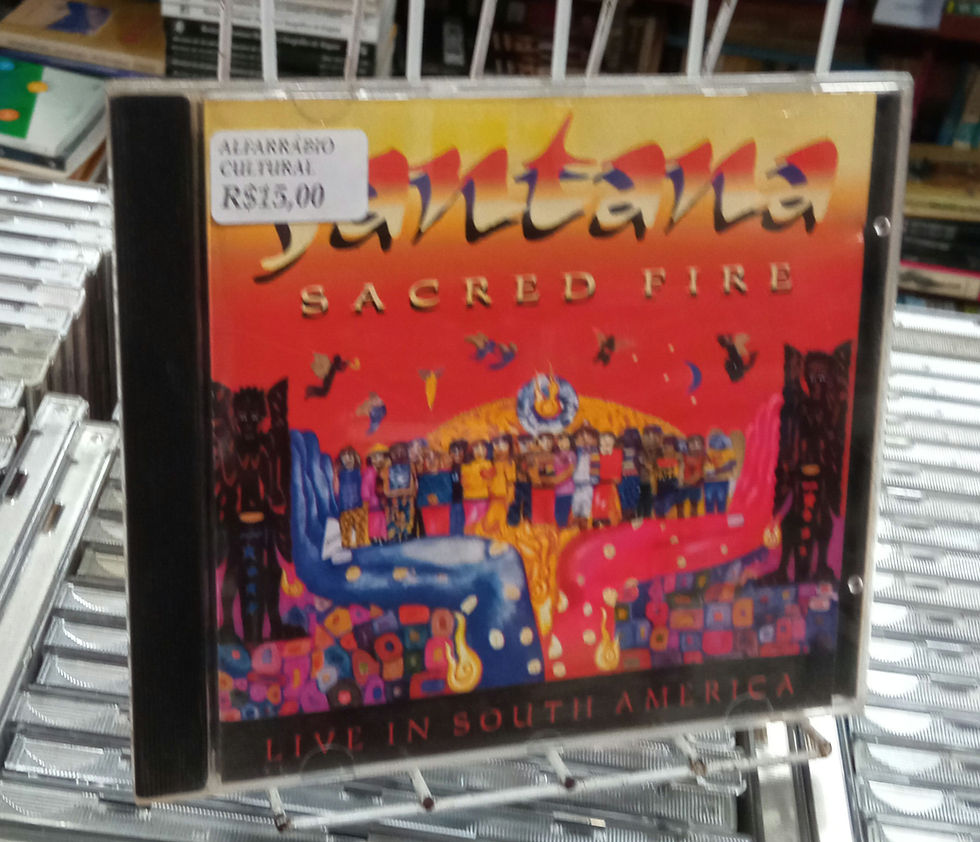 ALFARRÁBIO
CULTURAL
R$15,00
Santana
SACRED FIRE
LIVE IN SOUTH AMERICA